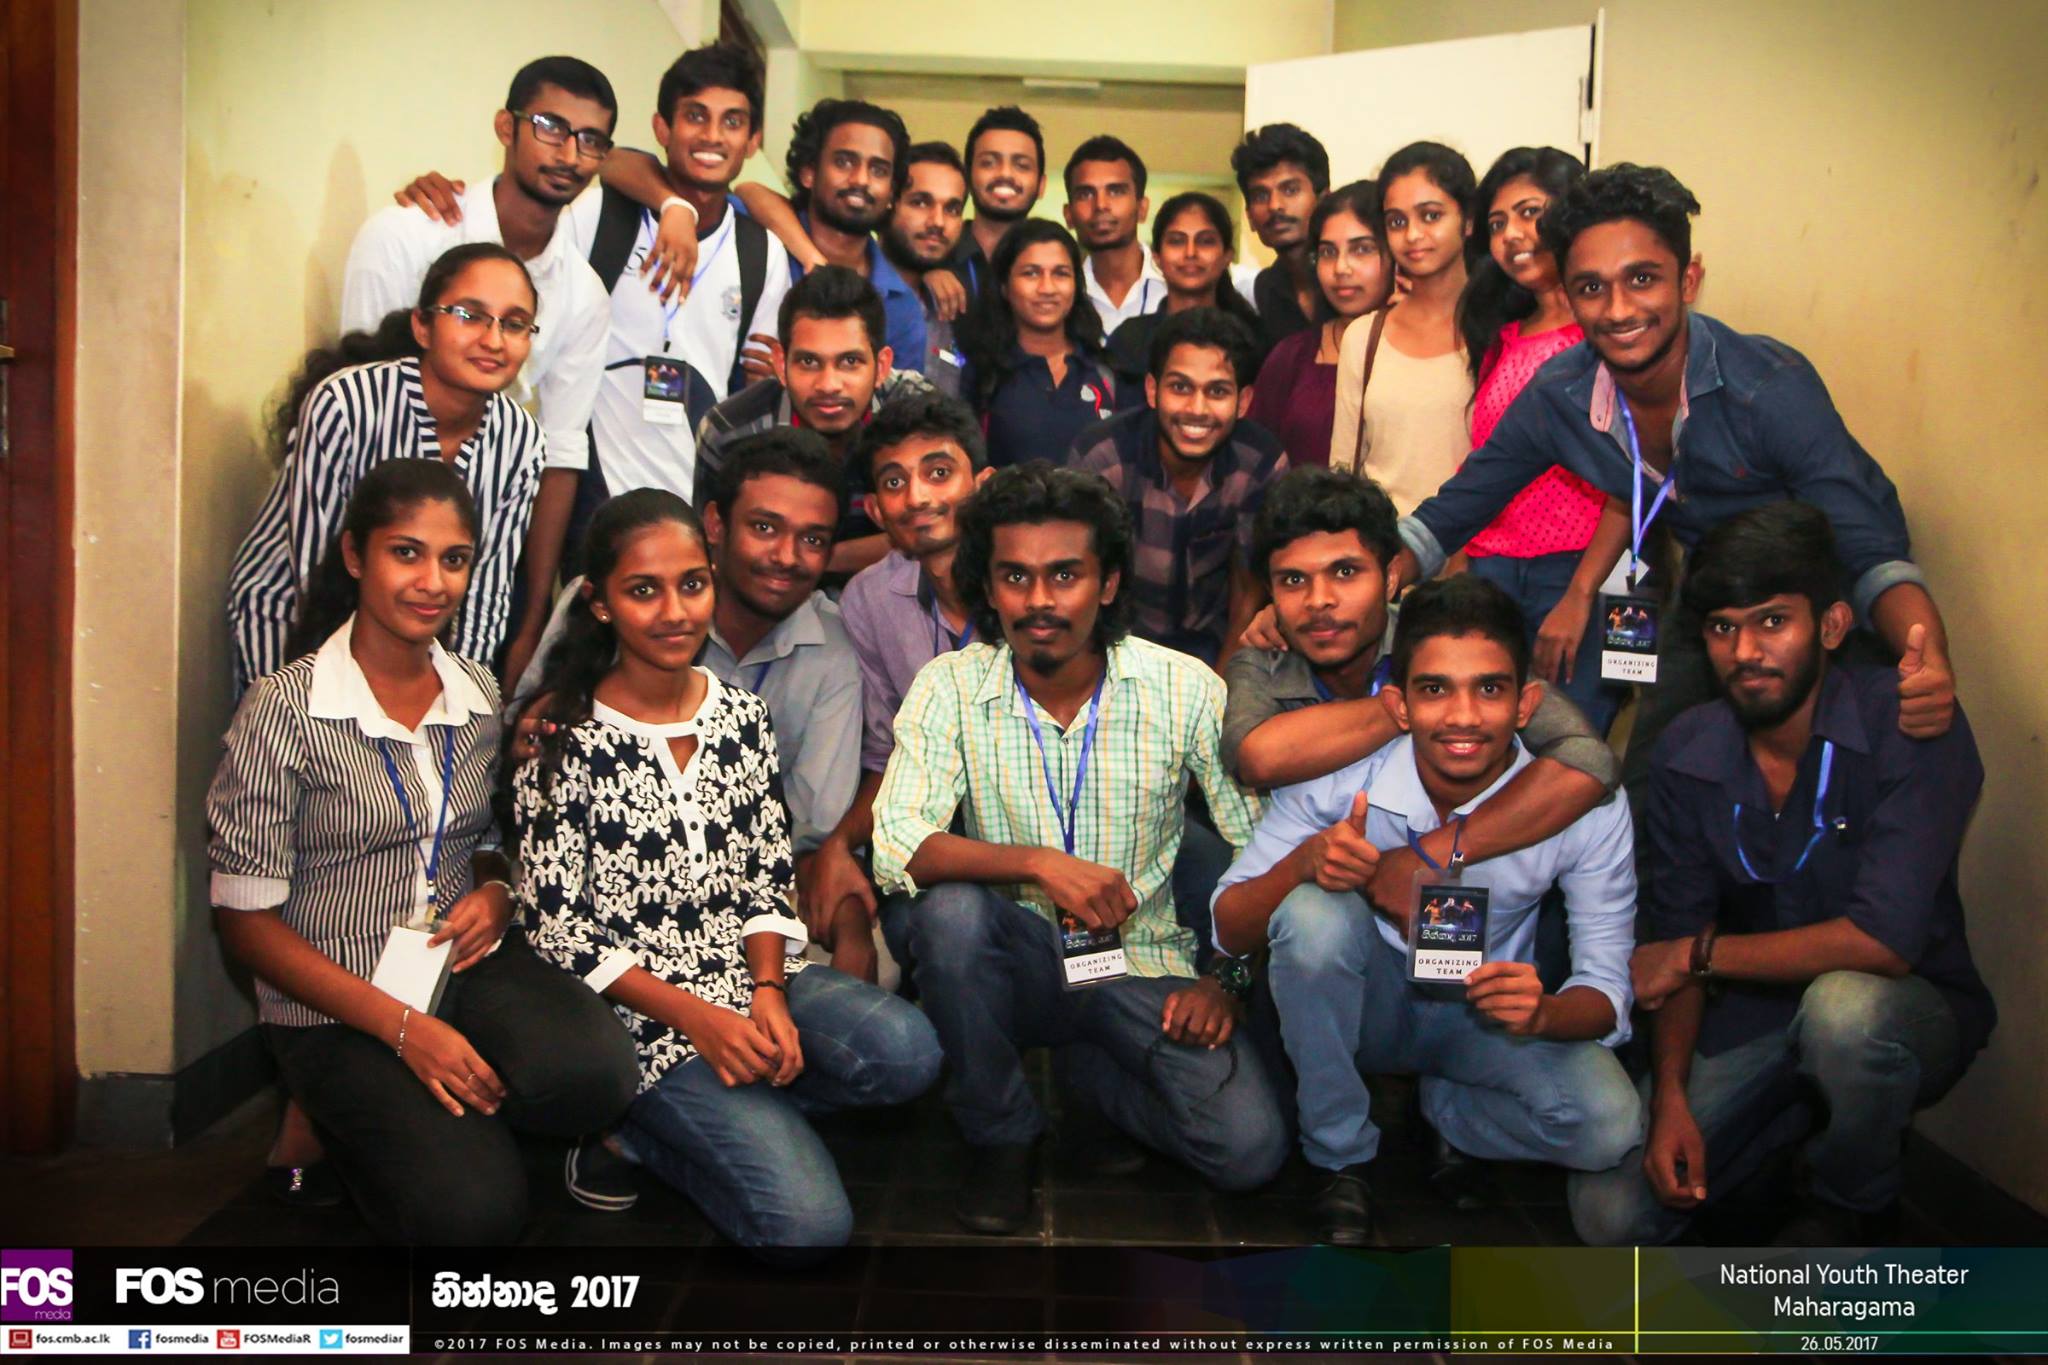 ORGANIZING
TEAM
නින්නාද 2017
ORGANIZING
TEAM
නින්නාද 2017
ORGANIZING
TEAM
FOS
media
FOS media
නින්නාද 2017
National Youth Theater
Maharagama
fos.cmb.ac.lk
fosmedia
FOSMediaR
fosmediar
©2017 FOS Media. Images may not be copied, printed or otherwise disseminated without express written permission of FOS Media
26.05.2017